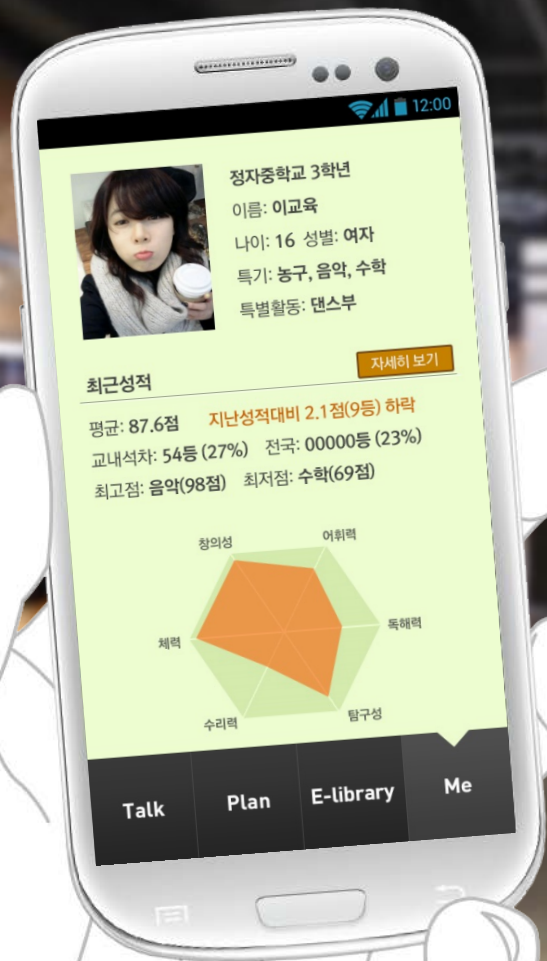 12:00
정자중학교 3학년
이름: 이교육
나이: 16 성별: 여자
특기: 농구, 음악, 수학
특별활동: 댄스부
최근성적
자세히 보기
평균: 87.6점 지난성적대비 2.1점(9등) 하락
교내석차: 54등 (27%) 전국: 00000등 (23%)
최고점: 음악(98점) 최저점: 수학(69점)
창의성
어휘력
체력
독해력
수리력
탐구성
Talk
Plan
E-library
Me